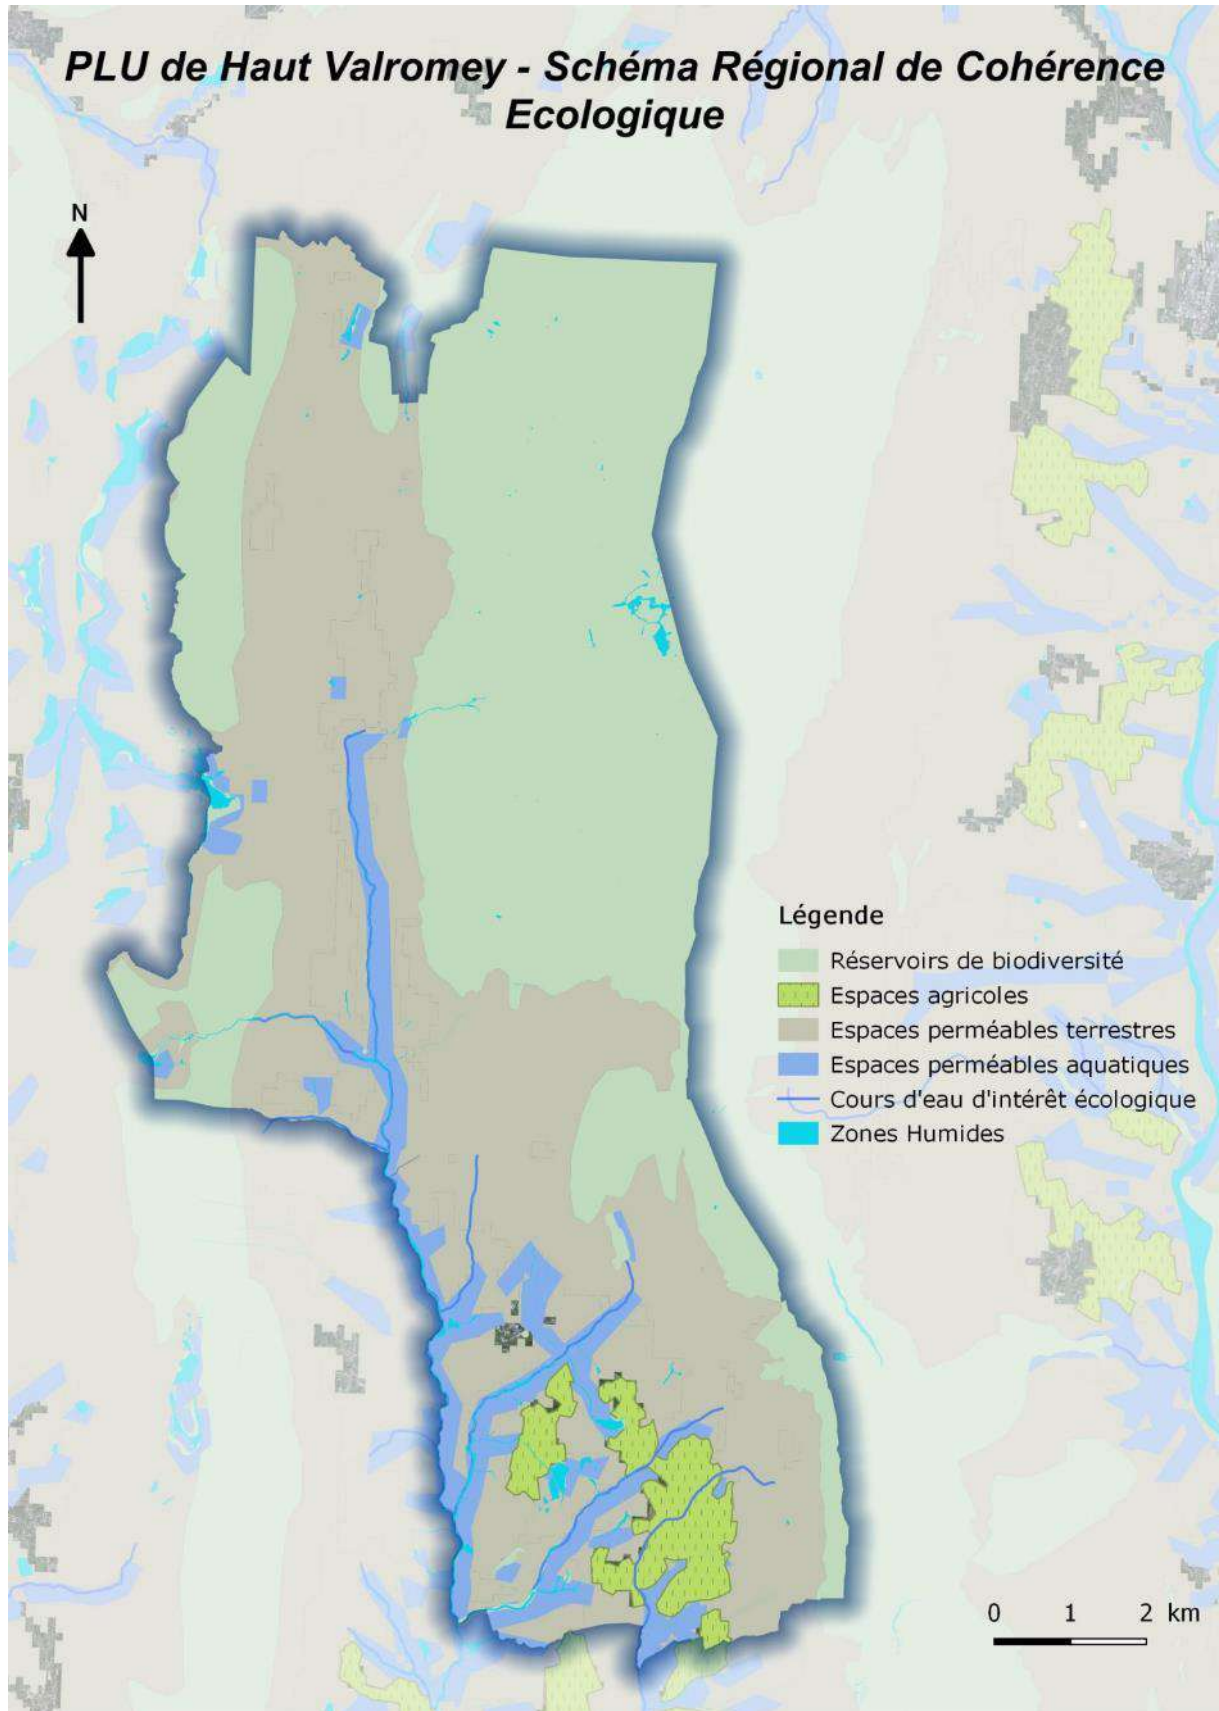 PLU de Haut Valromey - Schéma Régional de Cohérence
Ecologique
N
Légende
Réservoirs de biodiversité
Espaces agricoles
Espaces perméables terrestres
Espaces perméables aquatiques
Cours d'eau d'intérêt écologique
Zones Humides
0 1 2 km